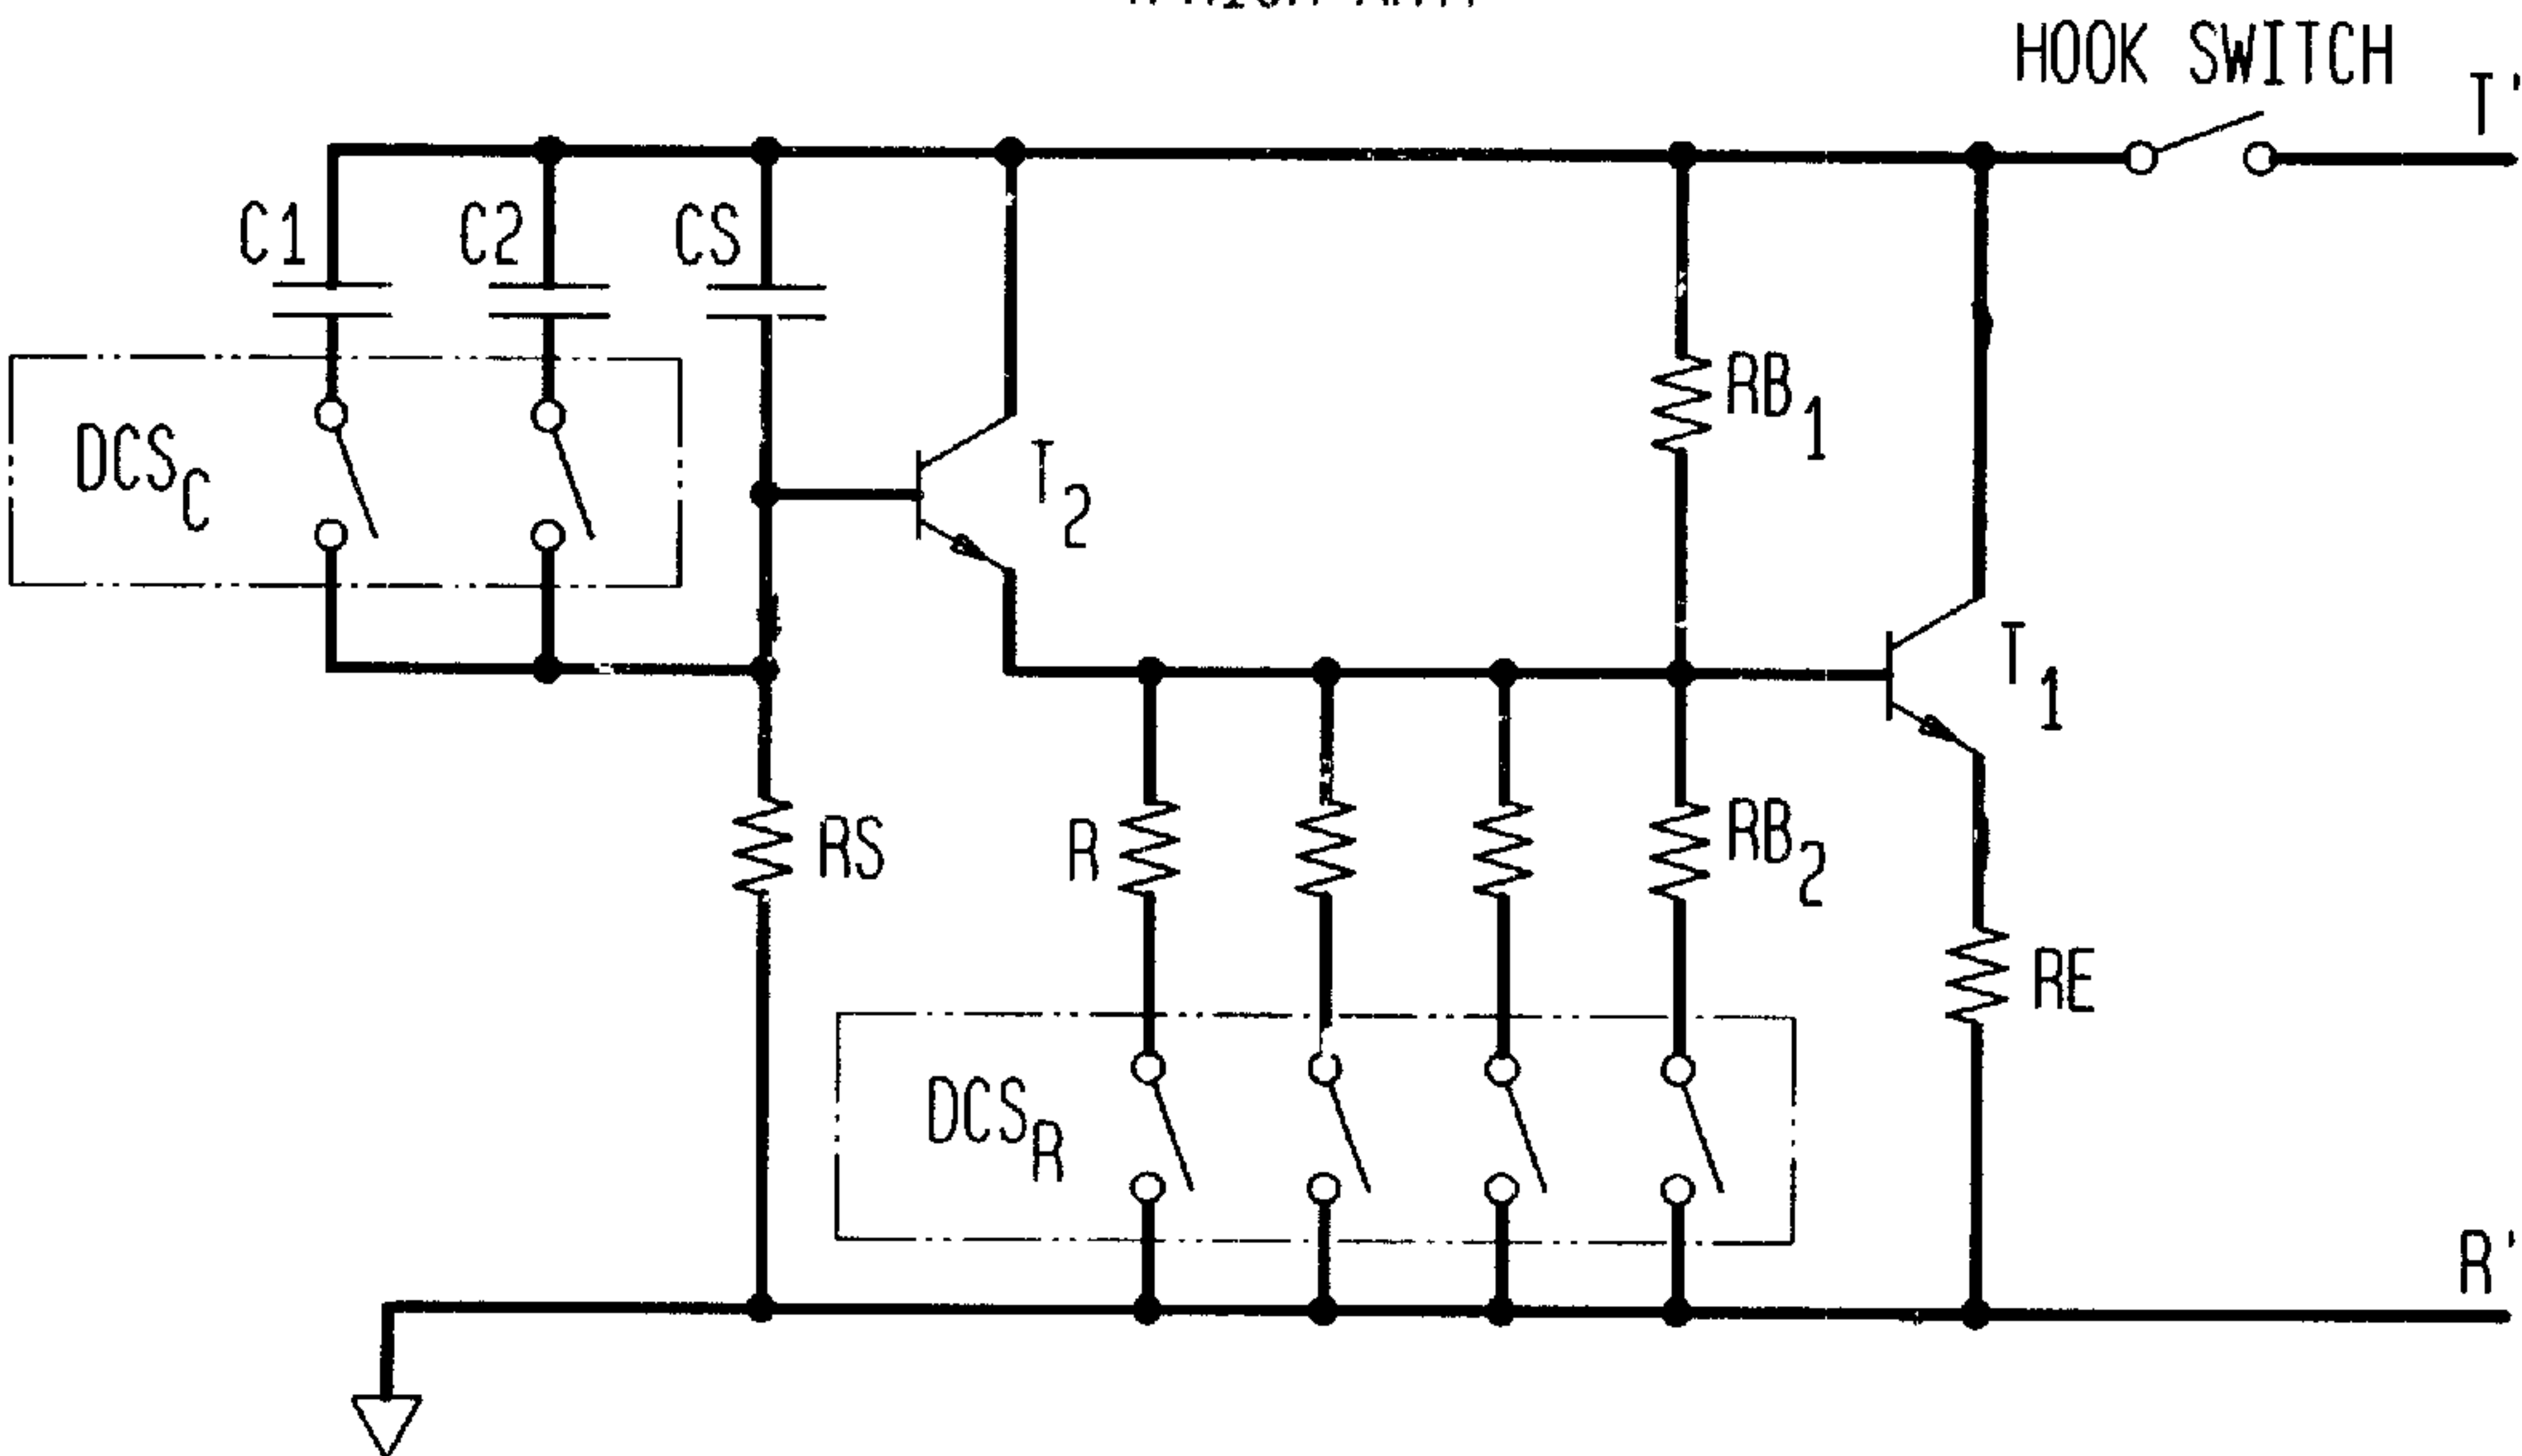 HOOK SWITCH
T'
C1
C2
CS
RB1
DCSC
T2
T1
RS
R
RB2
RE
DCSR
R'